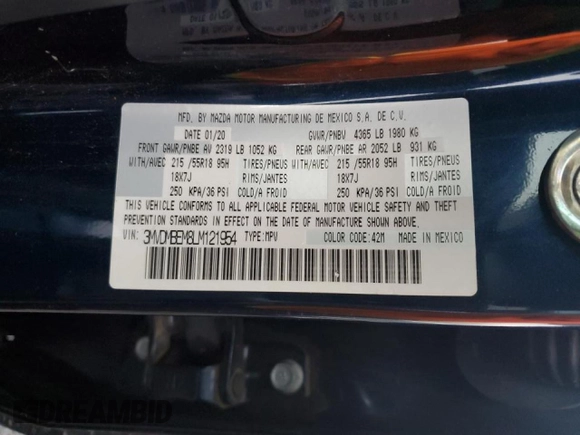 MFD. BY MAZDA MOTOR MANUFACTURING DE MEXICO S.A. DE C.V.
DATE 01/20 GVWR/PNBV 4365 LB 1980 KG
FRONT GAWR/PNBE AV 2319 LB 1052 KG REAR GAWR/PNBE AR 2052 LB 931 KG
WITH/AVEC 215 /55R18 95H TIRES/PNEUS WITH/AVEC 215 /55R18 95H TIRES/PNEUS
18X7J RIMS/JANTES 18X7J RIMS/JANTES
250 KPA/36 PSI COLD/A FROID 250 KPA/36 PSI COLD/A FROID
THIS VEHICLE CONFORMS TO ALL APPLICABLE FEDERAL MOTOR VEHICLE SAFETY, BUMPER, AND THEFT
PREVENTION STANDARDS IN EFFECT ON THE DATE OF MANUFACTURE SHOWN ABOVE.
VIN: 3MVDMBEM8LM121954 TYPE:MPV COLOR CODE:42M MADE IN MEXICO
DREAMBID